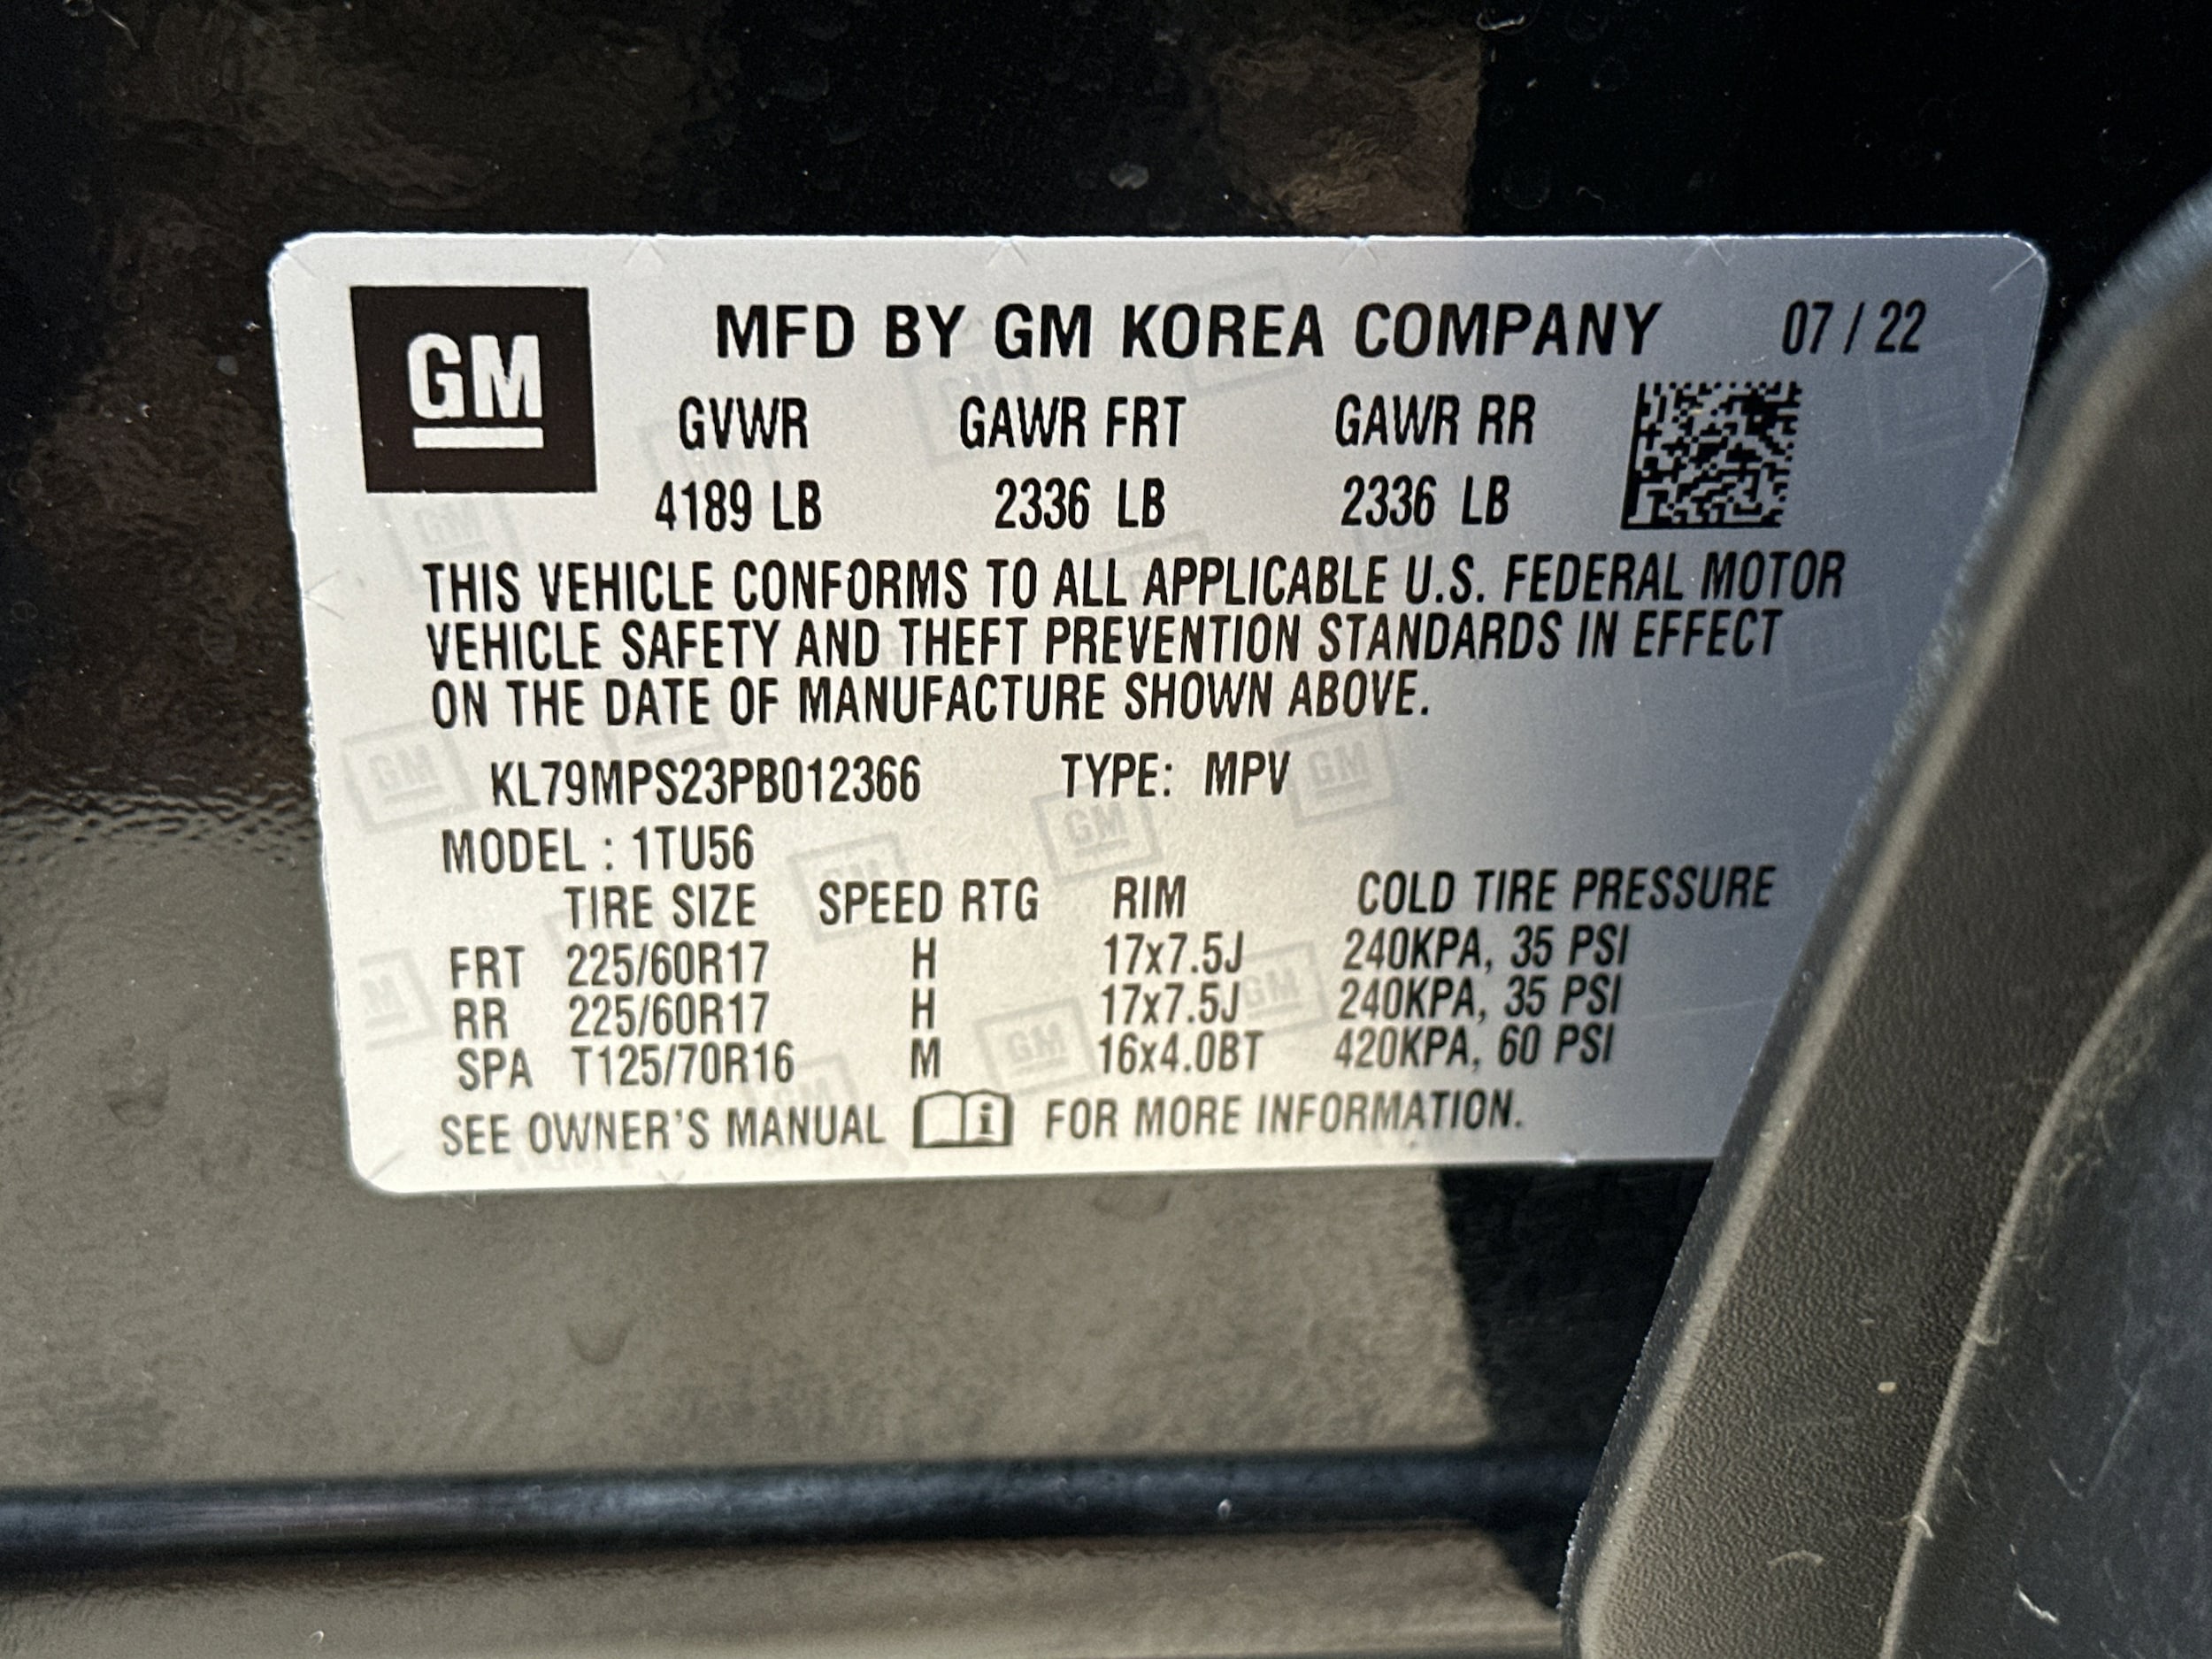 GM
MFD BY GM KOREA COMPANY 07 / 22
GVWR GAWR FRT GAWR RR
4189 LB 2336 LB 2336 LB
THIS VEHICLE CONFORMS TO ALL APPLICABLE U.S. FEDERAL MOTOR
VEHICLE SAFETY AND THEFT PREVENTION STANDARDS IN EFFECT
ON THE DATE OF MANUFACTURE SHOWN ABOVE.
KL79MPS23PB012366 TYPE: MPV
MODEL : 1TU56
TIRE SIZE SPEED RTG RIM COLD TIRE PRESSURE
FRT 225/60R17 H 17x7.5J 240KPA, 35 PSI
RR 225/60R17 H 17x7.5J 240KPA, 35 PSI
SPA T125/70R16 M 16x4.0BT 420KPA, 60 PSI
SEE OWNER'S MANUAL i FOR MORE INFORMATION.